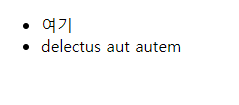 • 여기
• delectus aut autem